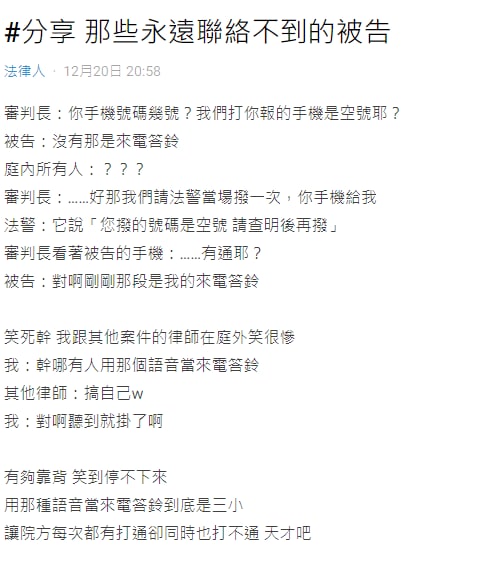 #分享 那些永遠聯絡不到的被告
法律人 · 12月20日 20:58
審判長：你手機號碼幾號？我們打你報的手機是空號耶？
被告：沒有那是來電答鈴
庭內所有人：？？？
審判長：......好那我們請法警當場撥一次，你手機給我
法警：它說「您撥的號碼是空號 請查明後再撥」
審判長看著被告的手機：......有通耶？
被告：對啊剛剛那段是我的來電答鈴
笑死幹 我跟其他案件的律師在庭外笑很慘
我：幹哪有人用那個語音當來電答鈴
其他律師：搞自己w
我：對啊聽到就掛了啊
有夠靠背 笑到停不下來
用那種語音當來電答鈴到底是三小
讓院方每次都有打通卻同時也打不通 天才吧